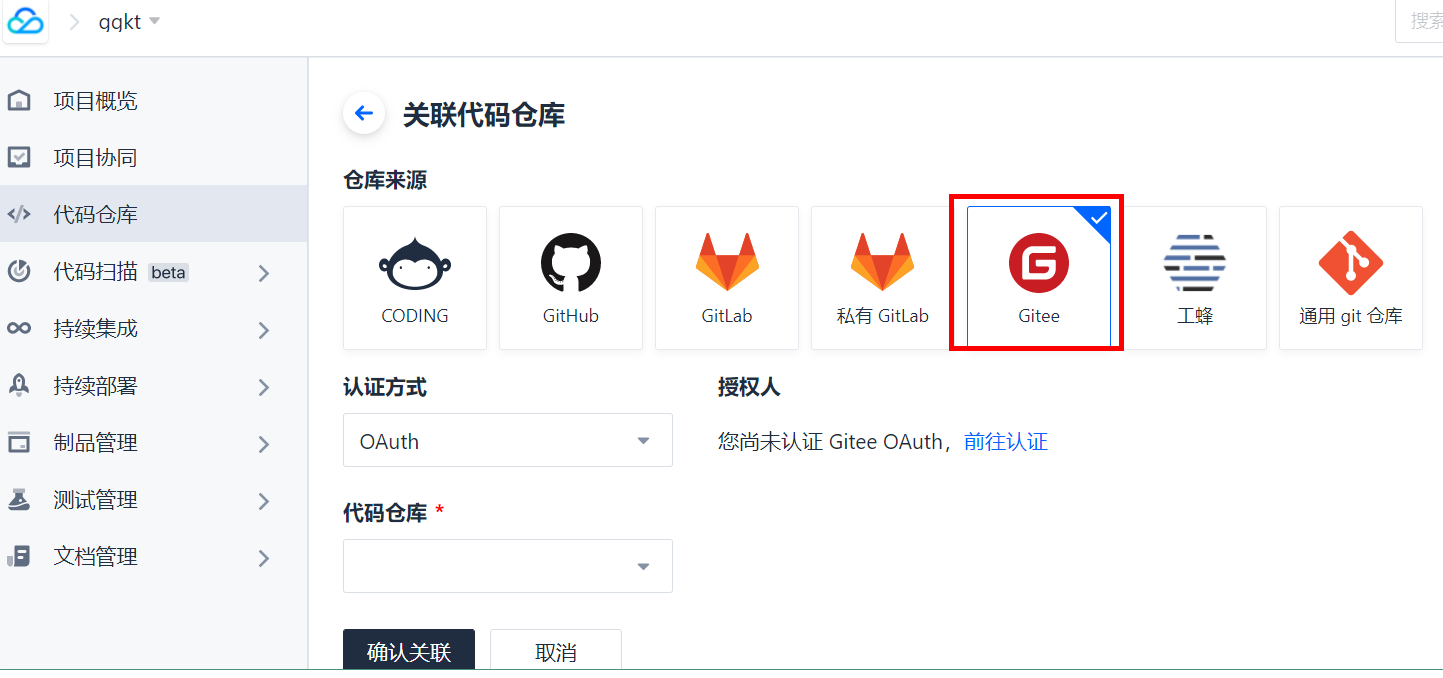 ggkt
搜索
项目概览
项目协同
代码仓库
代码扫描 beta
持续集成
持续部署
制品管理
测试管理
文档管理
关联代码仓库
仓库来源
CODING
GitHub
GitLab
私有 GitLab
Gitee
工蜂
通用 git 仓库
认证方式
授权人
OAuth
您尚未认证 Gitee OAuth，前往认证
代码仓库 *
确认关联
取消